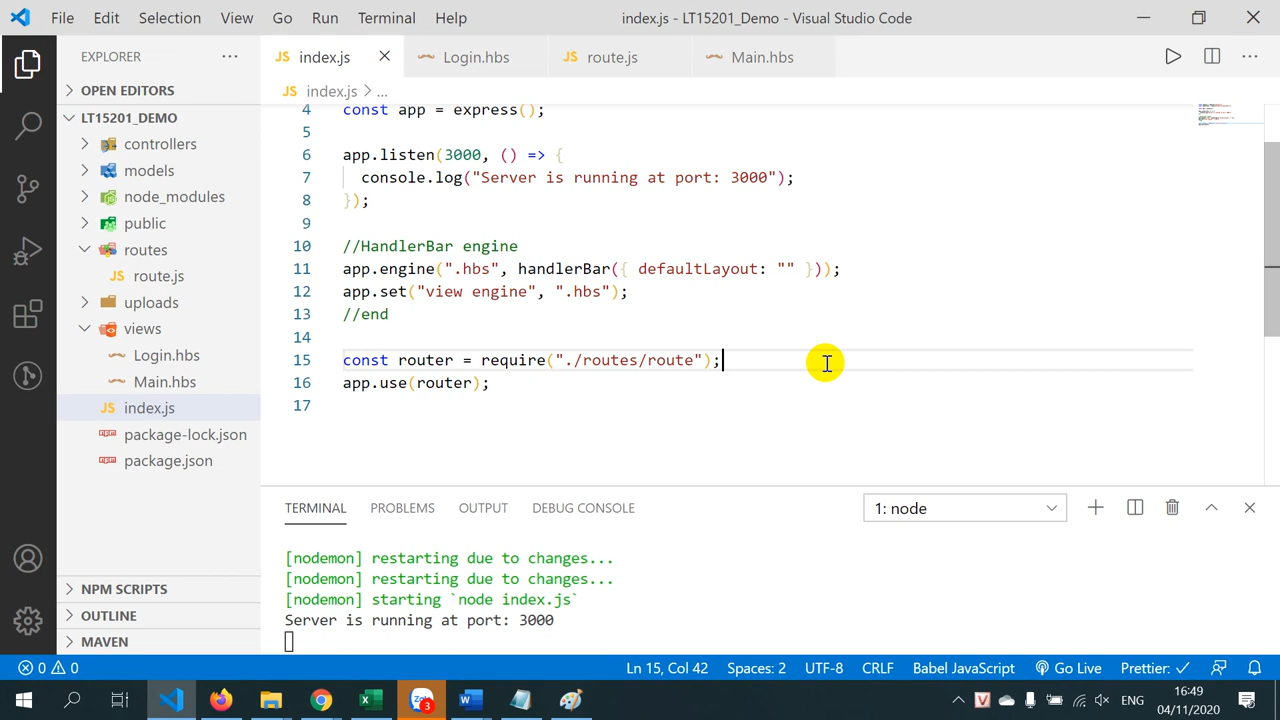 File Edit Selection View Go Run Terminal Help
index.js - LT15201_Demo - Visual Studio Code
EXPLORER
OPEN EDITORS
LT15201_DEMO
controllers
models
node_modules
public
routes
route.js
uploads
views
Login.hbs
Main.hbs
JS index.js
package-lock.json
package.json
NPM SCRIPTS
OUTLINE
MAVEN
JS index.js
Login.hbs
JS route.js
Main.hbs
JS index.js > ...
4 const app = express();
5
6 app.listen(3000, () => {
7 console.log("Server is running at port: 3000");
8 });
9
10 //HandlerBar engine
11 app.engine(".hbs", handlerBar({ defaultLayout: "" }));
12 app.set("view engine", ".hbs");
13 //end
14
15 const router = require("./routes/route");
16 app.use(router);
17
TERMINAL PROBLEMS OUTPUT DEBUG CONSOLE
1: node
[nodemon] restarting due to changes...
[nodemon] restarting due to changes...
[nodemon] starting `node index.js`
Server is running at port: 3000
0 0
Ln 15, Col 42 Spaces: 2 UTF-8 CRLF Babel JavaScript Go Live Prettier: ✓
3
V
ENG
16:49
04/11/2020